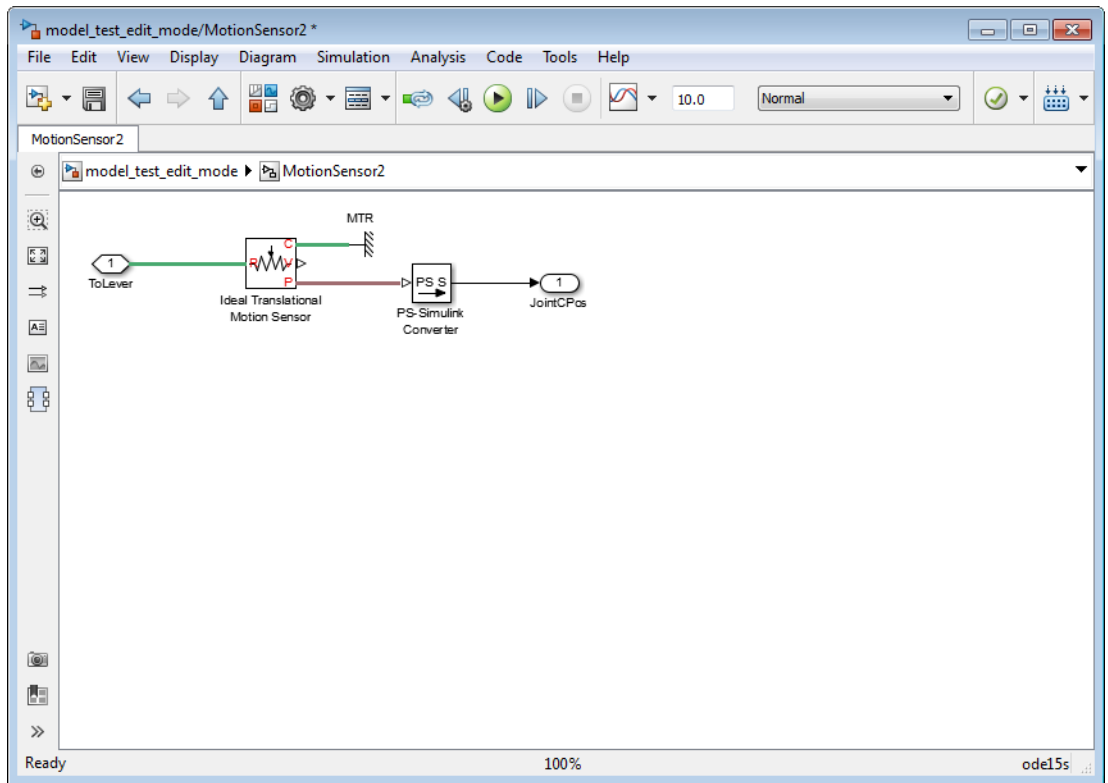 model_test_edit_mode/MotionSensor2 *
File Edit View Display Diagram Simulation Analysis Code Tools Help
10.0 Normal
MotionSensor2
model_test_edit_mode MotionSensor2
MTR
C
1 R V
P PS S 1
ToLever
JointCPos
Ideal Translational
Motion Sensor
PS-Simulink
Converter
Ready 100% ode15s